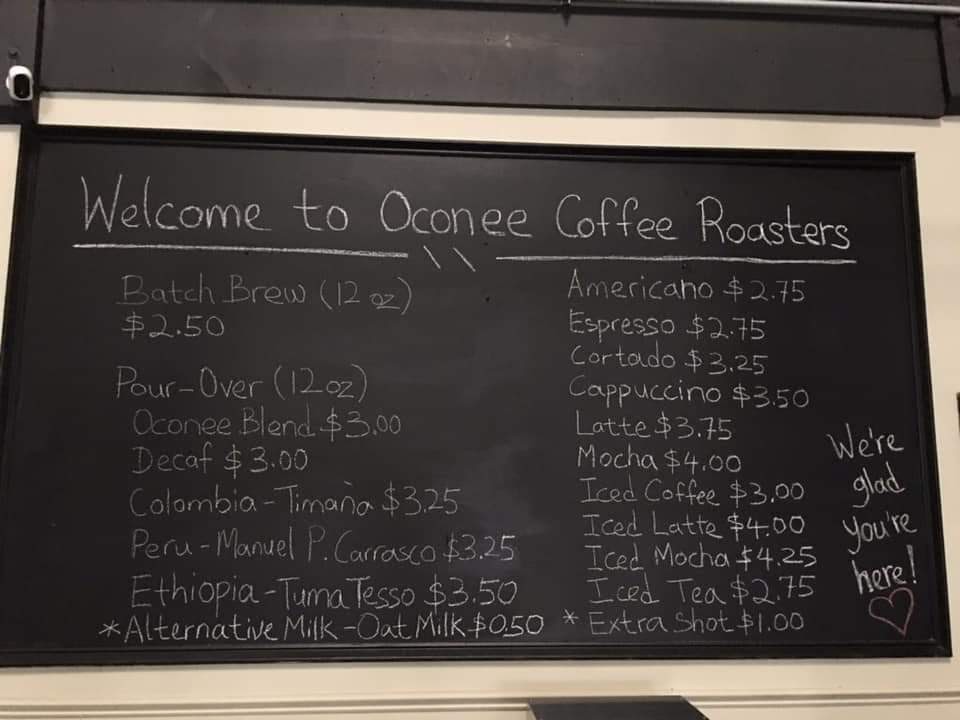 Welcome to Oconee Coffee Roasters
Batch Brew (12 oz)
$2.50
Pour-Over (12oz)
Oconee Blend $3.00
Decaf $3.00
Colombia - Timaña $3.25
Peru - Manuel P. Carrasco $3.25
Ethiopia - Tuma Tesso $3.50
*Alternative Milk - Oat Milk $0.50
Americano $2.75
Espresso $2.75
Cortado $3.25
Cappuccino $3.50
Latte $3.75
Mocha $4.00
Iced Coffee $3.00
Iced Latte $4.00
Iced Mocha $4.25
Iced Tea $2.75
* Extra Shot $1.00
We're
glad
you're
here!